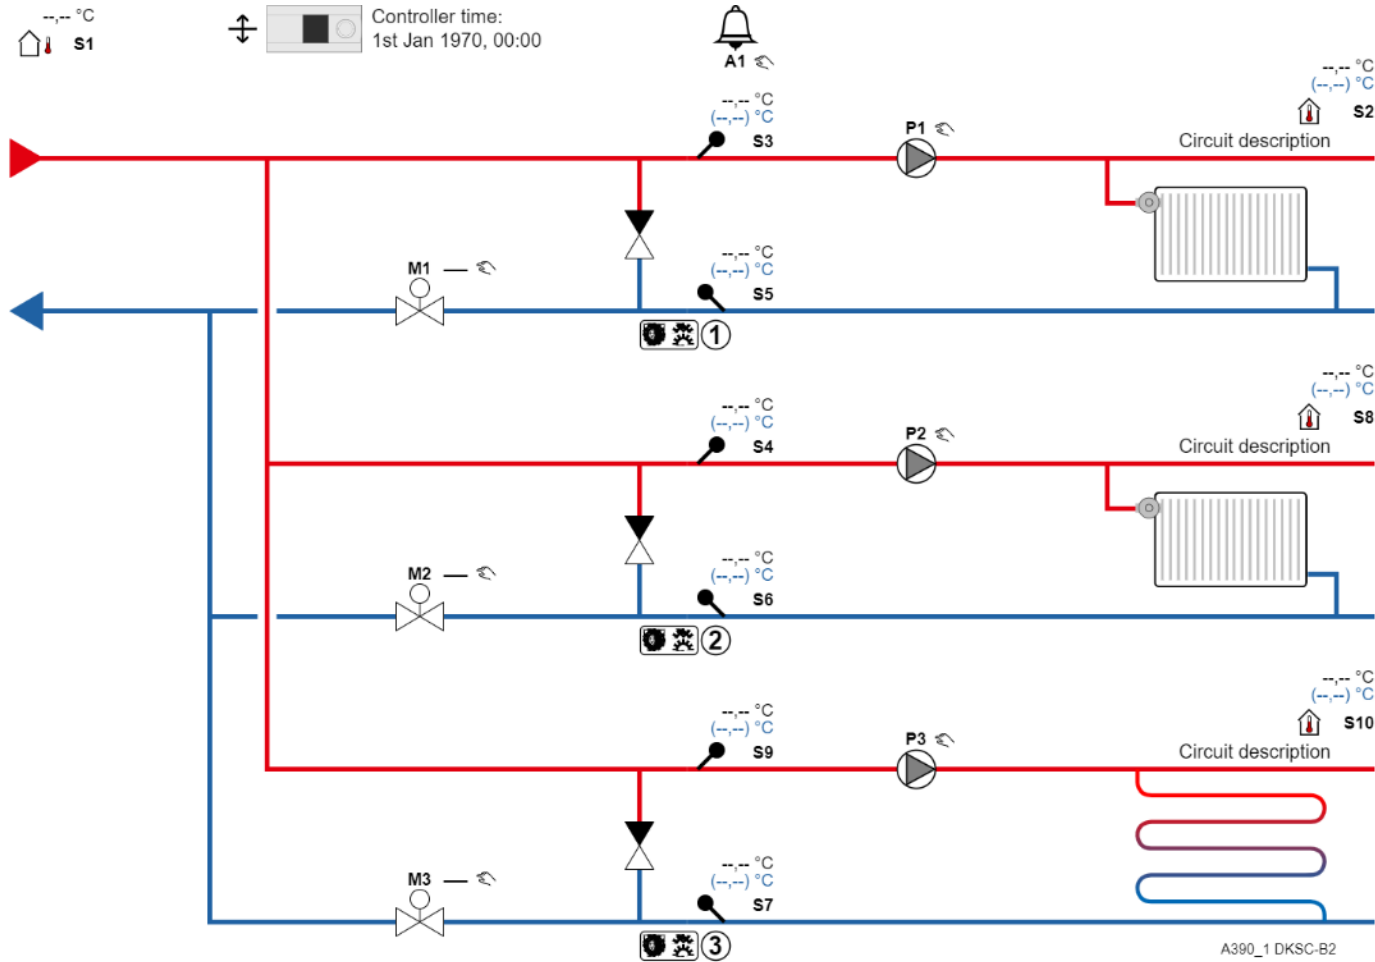 --,-- °C
S1
Controller time:
1st Jan 1970, 00:00
A1
--,-- °C
(--,--) °C
S2
Circuit description
--,-- °C
(--,--) °C
S3
P1
M1
--,-- °C
(--,--) °C
S5
1
--,-- °C
(--,--) °C
S8
Circuit description
--,-- °C
(--,--) °C
S4
P2
M2
--,-- °C
(--,--) °C
S6
2
--,-- °C
(--,--) °C
S10
Circuit description
--,-- °C
(--,--) °C
S9
P3
M3
--,-- °C
(--,--) °C
S7
3
A390_1 DKSC-B2